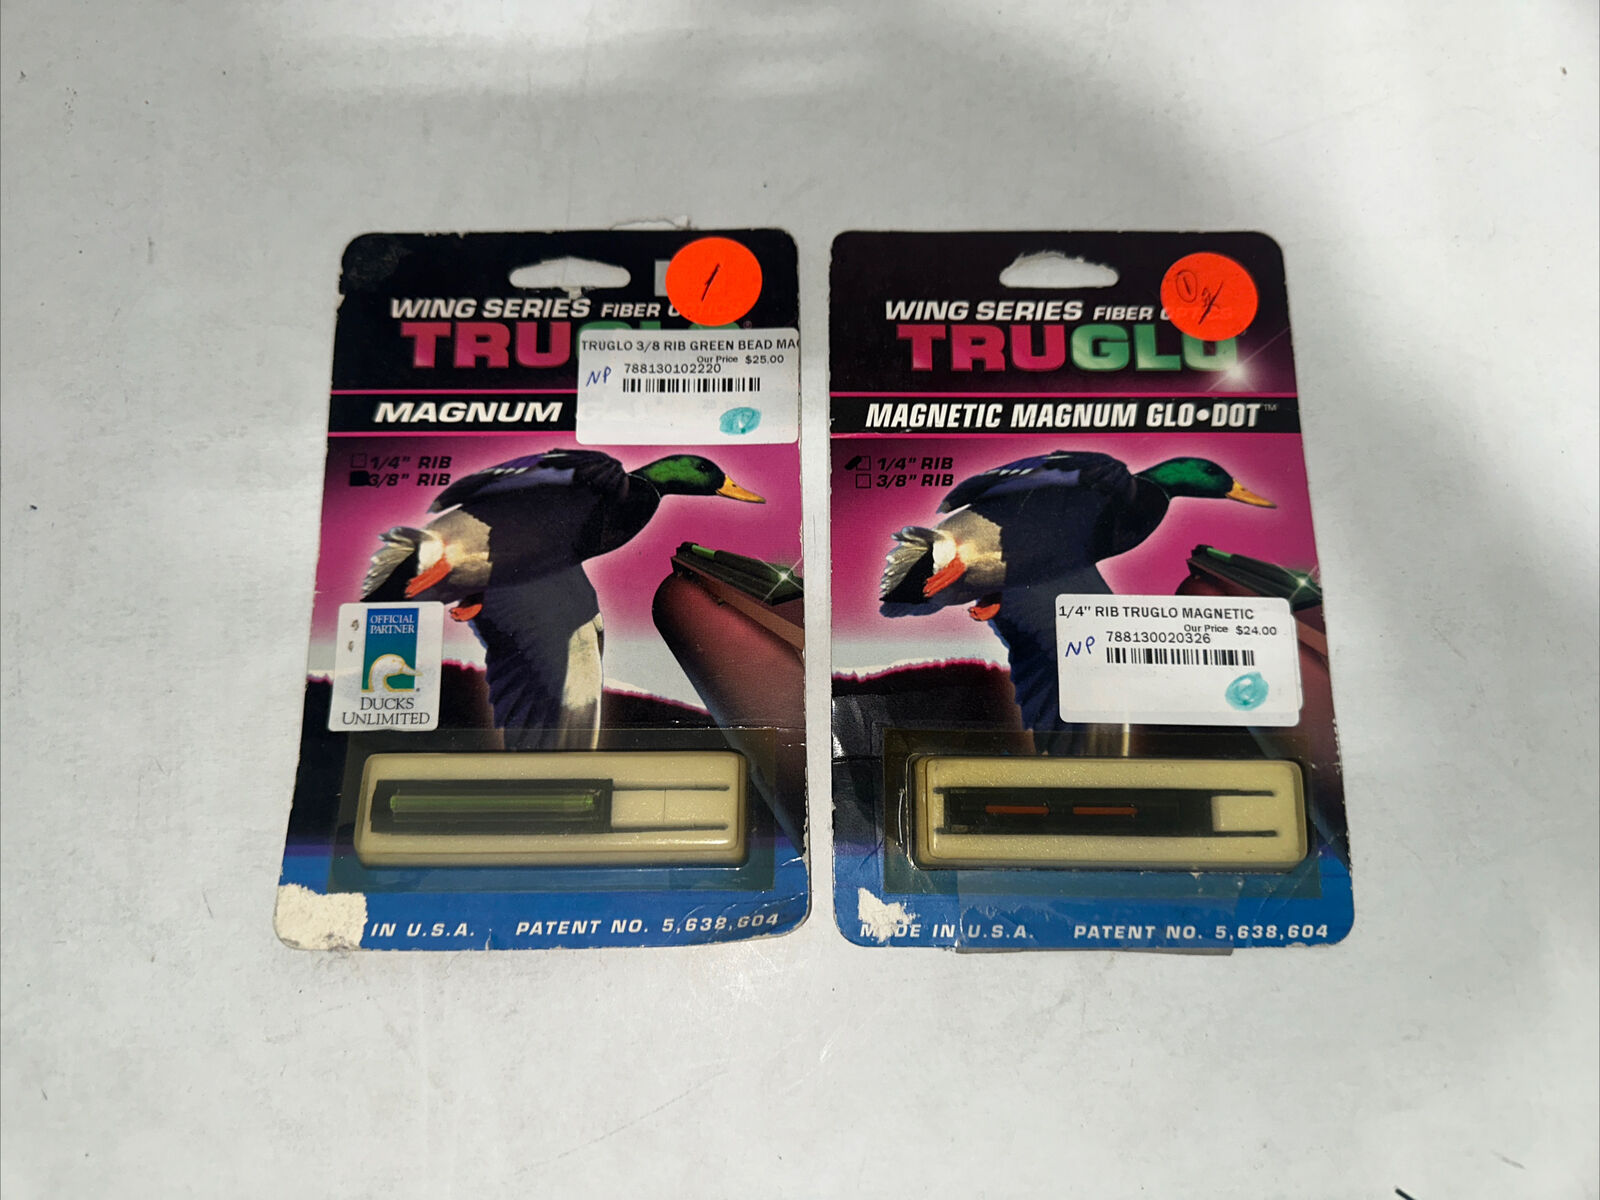 WING SERIES FIBER
TRU
1
TRUGLO 3/8 RIB GREEN BEAD MA
Our Price $25.00
NP 788130102220
MAGNUM
1/4" RIB
3/8" RIB
OFFICIAL
PARTNER
DUCKS
UNLIMITED
IN U.S.A. PATENT NO. 5,638,604
WING SERIES FIBER OPTICS
TRUGLO
MAGNETIC MAGNUM GLO•DOT™
1/4" RIB
3/8" RIB
1/4" RIB TRUGLO MAGNETIC
Our Price $24.00
NP 788130020326
MADE IN U.S.A. PATENT NO. 5,638,604